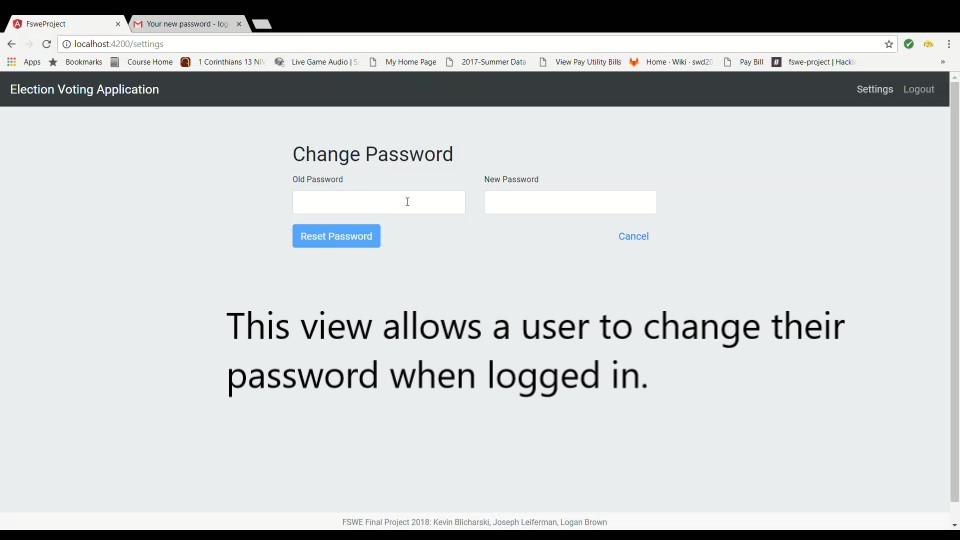 FsweProject
Your new password - log
localhost:4200/settings
Apps Bookmarks Course Home 1 Corinthians 13 NIV Live Game Audio | S My Home Page 2017-Summer Data View Pay Utility Bills Home · Wiki · swd20 Pay Bill fswe-project | Hack »
Election Voting Application Settings Logout
Change Password
Old Password New Password
Reset Password Cancel
This view allows a user to change their
password when logged in.
FSWE Final Project 2018: Kevin Blicharski, Joseph Leiferman, Logan Brown